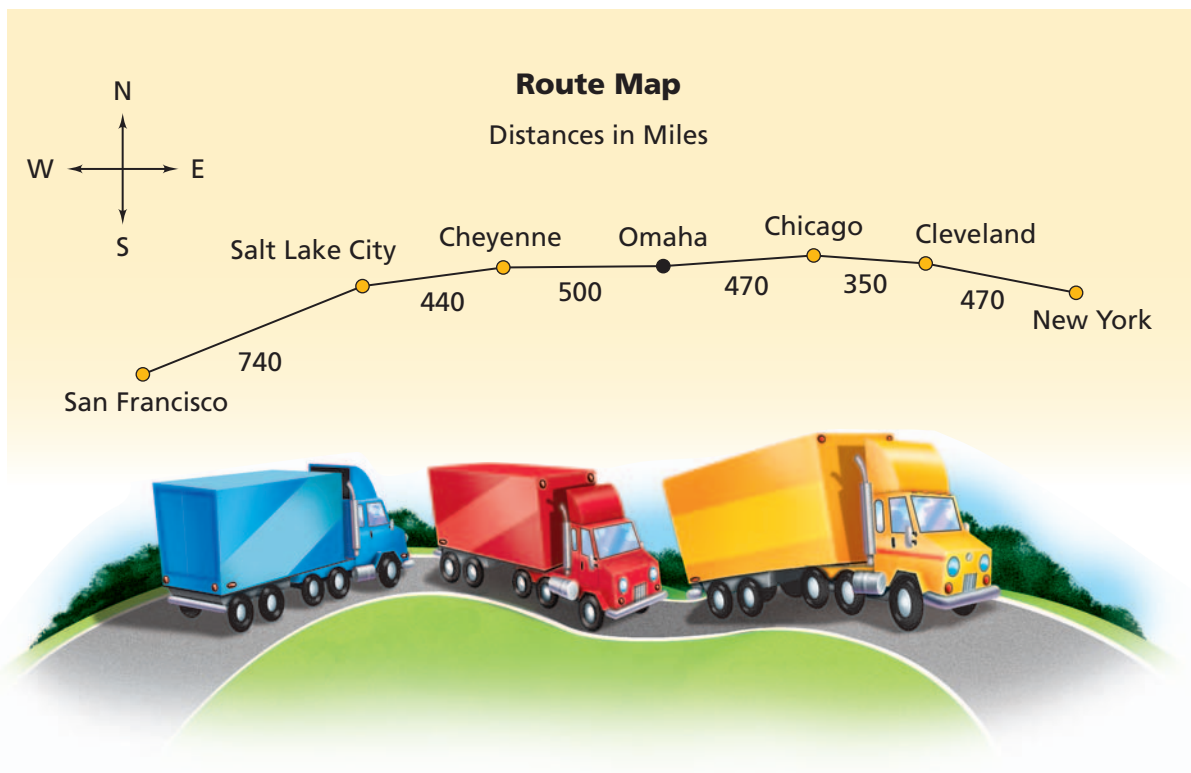 Route Map
Distances in Miles
N
W
E
S
Salt Lake City
Cheyenne
Omaha
Chicago
Cleveland
440
500
470
350
470
New York
740
San Francisco